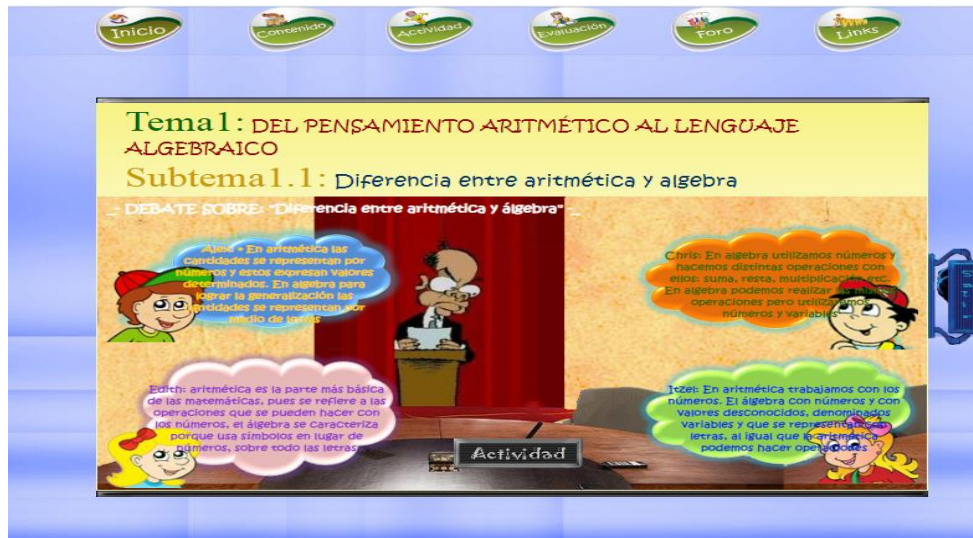 Inicio
Contenido
Actividad
Evaluación
Foro
Links
Tema1: DEL PENSAMIENTO ARITMÉTICO AL LENGUAJE
ALGEBRAICO
Subtema1.1: Diferencia entre aritmética y algebra
DEBATE SOBRE: "Diferencia entre aritmética y álgebra"
Alex: • En aritmética las
cantidades se representan por
números y estos expresan valores
determinados. En algebra para
lograr la generalización las
cantidades se representan por
medio de letras
Chris: En algebra utilizamos números y
hacemos distintas operaciones con
ellos: suma, resta, multiplicación, etc.
En algebra podemos realizar las
operaciones pero utilizaremos
números y variables
Edith: aritmética es la parte más básica
de las matemáticas, pues se refiere a las
operaciones que se pueden hacer con
los números, el álgebra se caracteriza
porque usa símbolos en lugar de
números, sobre todo las letras
Itzel: En aritmética trabajamos con los
números. El álgebra con números y con
valores desconocidos, denominados
variables y que se representan con
letras, al igual que la aritmética
podemos hacer operaciones
Actividad